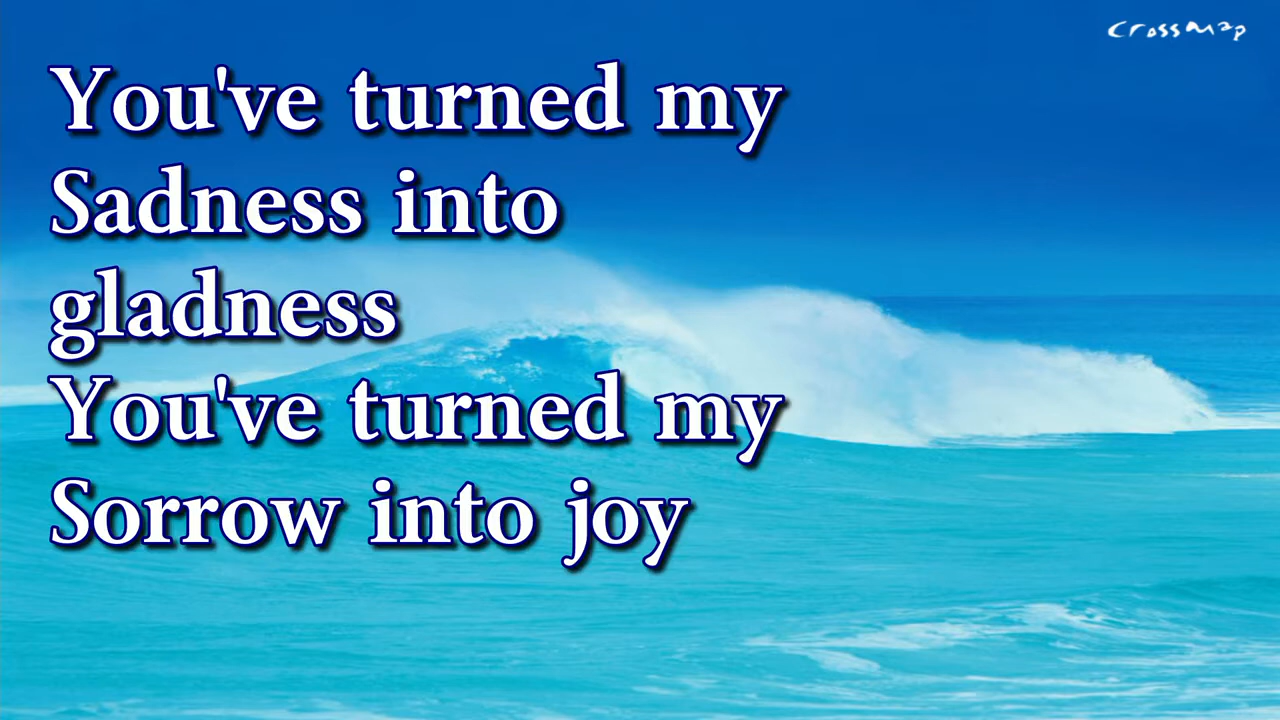 crossmap
You've turned my
Sadness into
gladness
You've turned my
Sorrow into joy